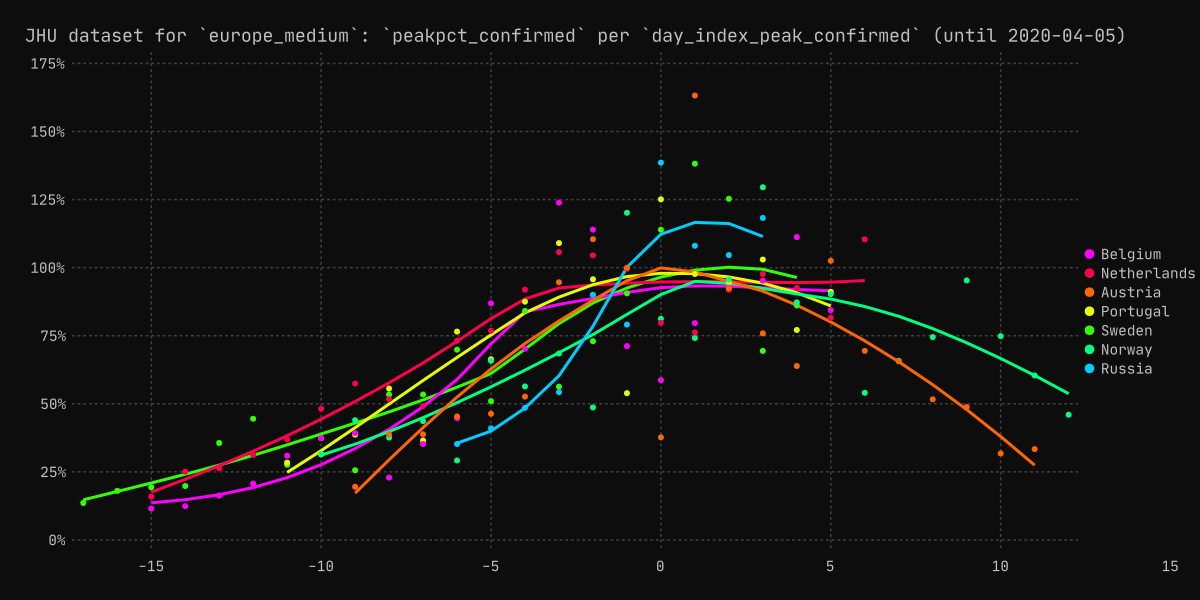 JHU dataset for `europe_medium`: `peakpct_confirmed` per `day_index_peak_confirmed` (until 2020-04-05)
175%
150%
125%
100%
75%
50%
25%
0%
Belgium
Netherlands
Austria
Portugal
Sweden
Norway
Russia
-15 -10 -5 0 5 10 15